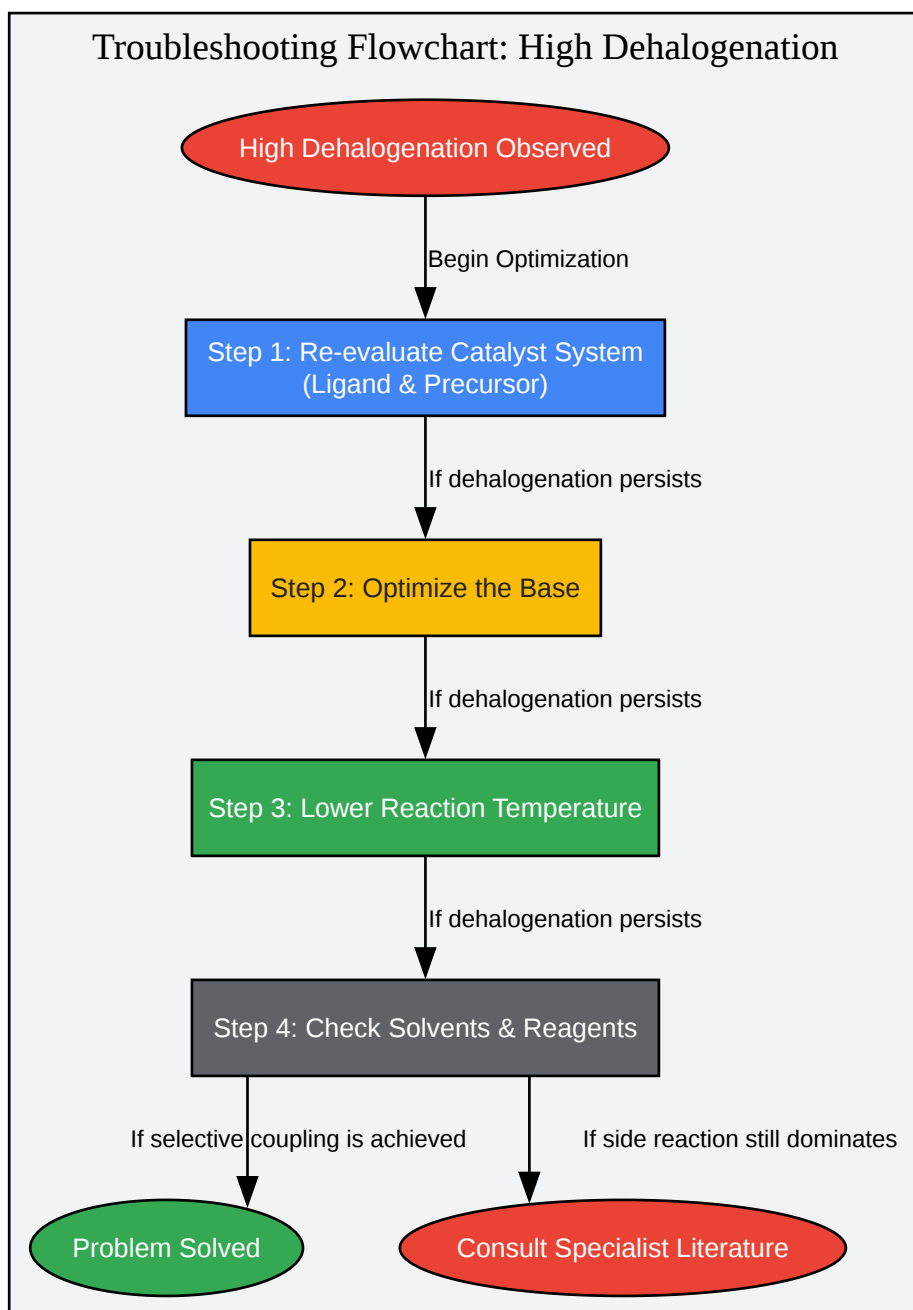 Troubleshooting Flowchart: High Dehalogenation
High Dehalogenation Observed
Begin Optimization
Step 1: Re-evaluate Catalyst System
(Ligand & Precursor)
If dehalogenation persists
Step 2: Optimize the Base
If dehalogenation persists
Step 3: Lower Reaction Temperature
If dehalogenation persists
Step 4: Check Solvents & Reagents
If selective coupling is achieved
If side reaction still dominates
Problem Solved
Consult Specialist Literature